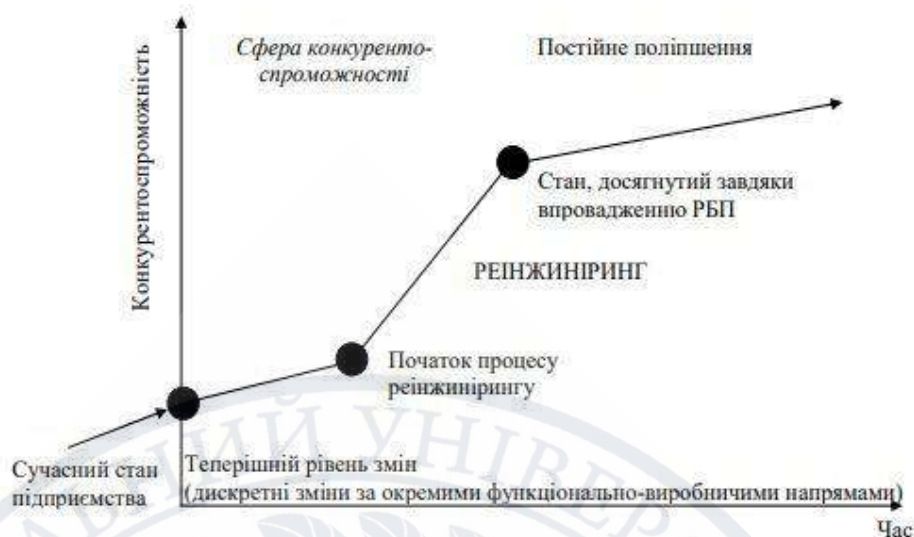 Сфера конкуренто-
спроможності
Постійне поліпшення
Конкурентоспроможність
Стан, досягнутий завдяки
впровадженню РБП
РЕІНЖИНІРИНГ
Початок процесу
реінжинірингу
Сучасний стан
підприємства
Теперішній рівень змін
(дискретні зміни за окремими функціонально-виробничими напрямами)
Час